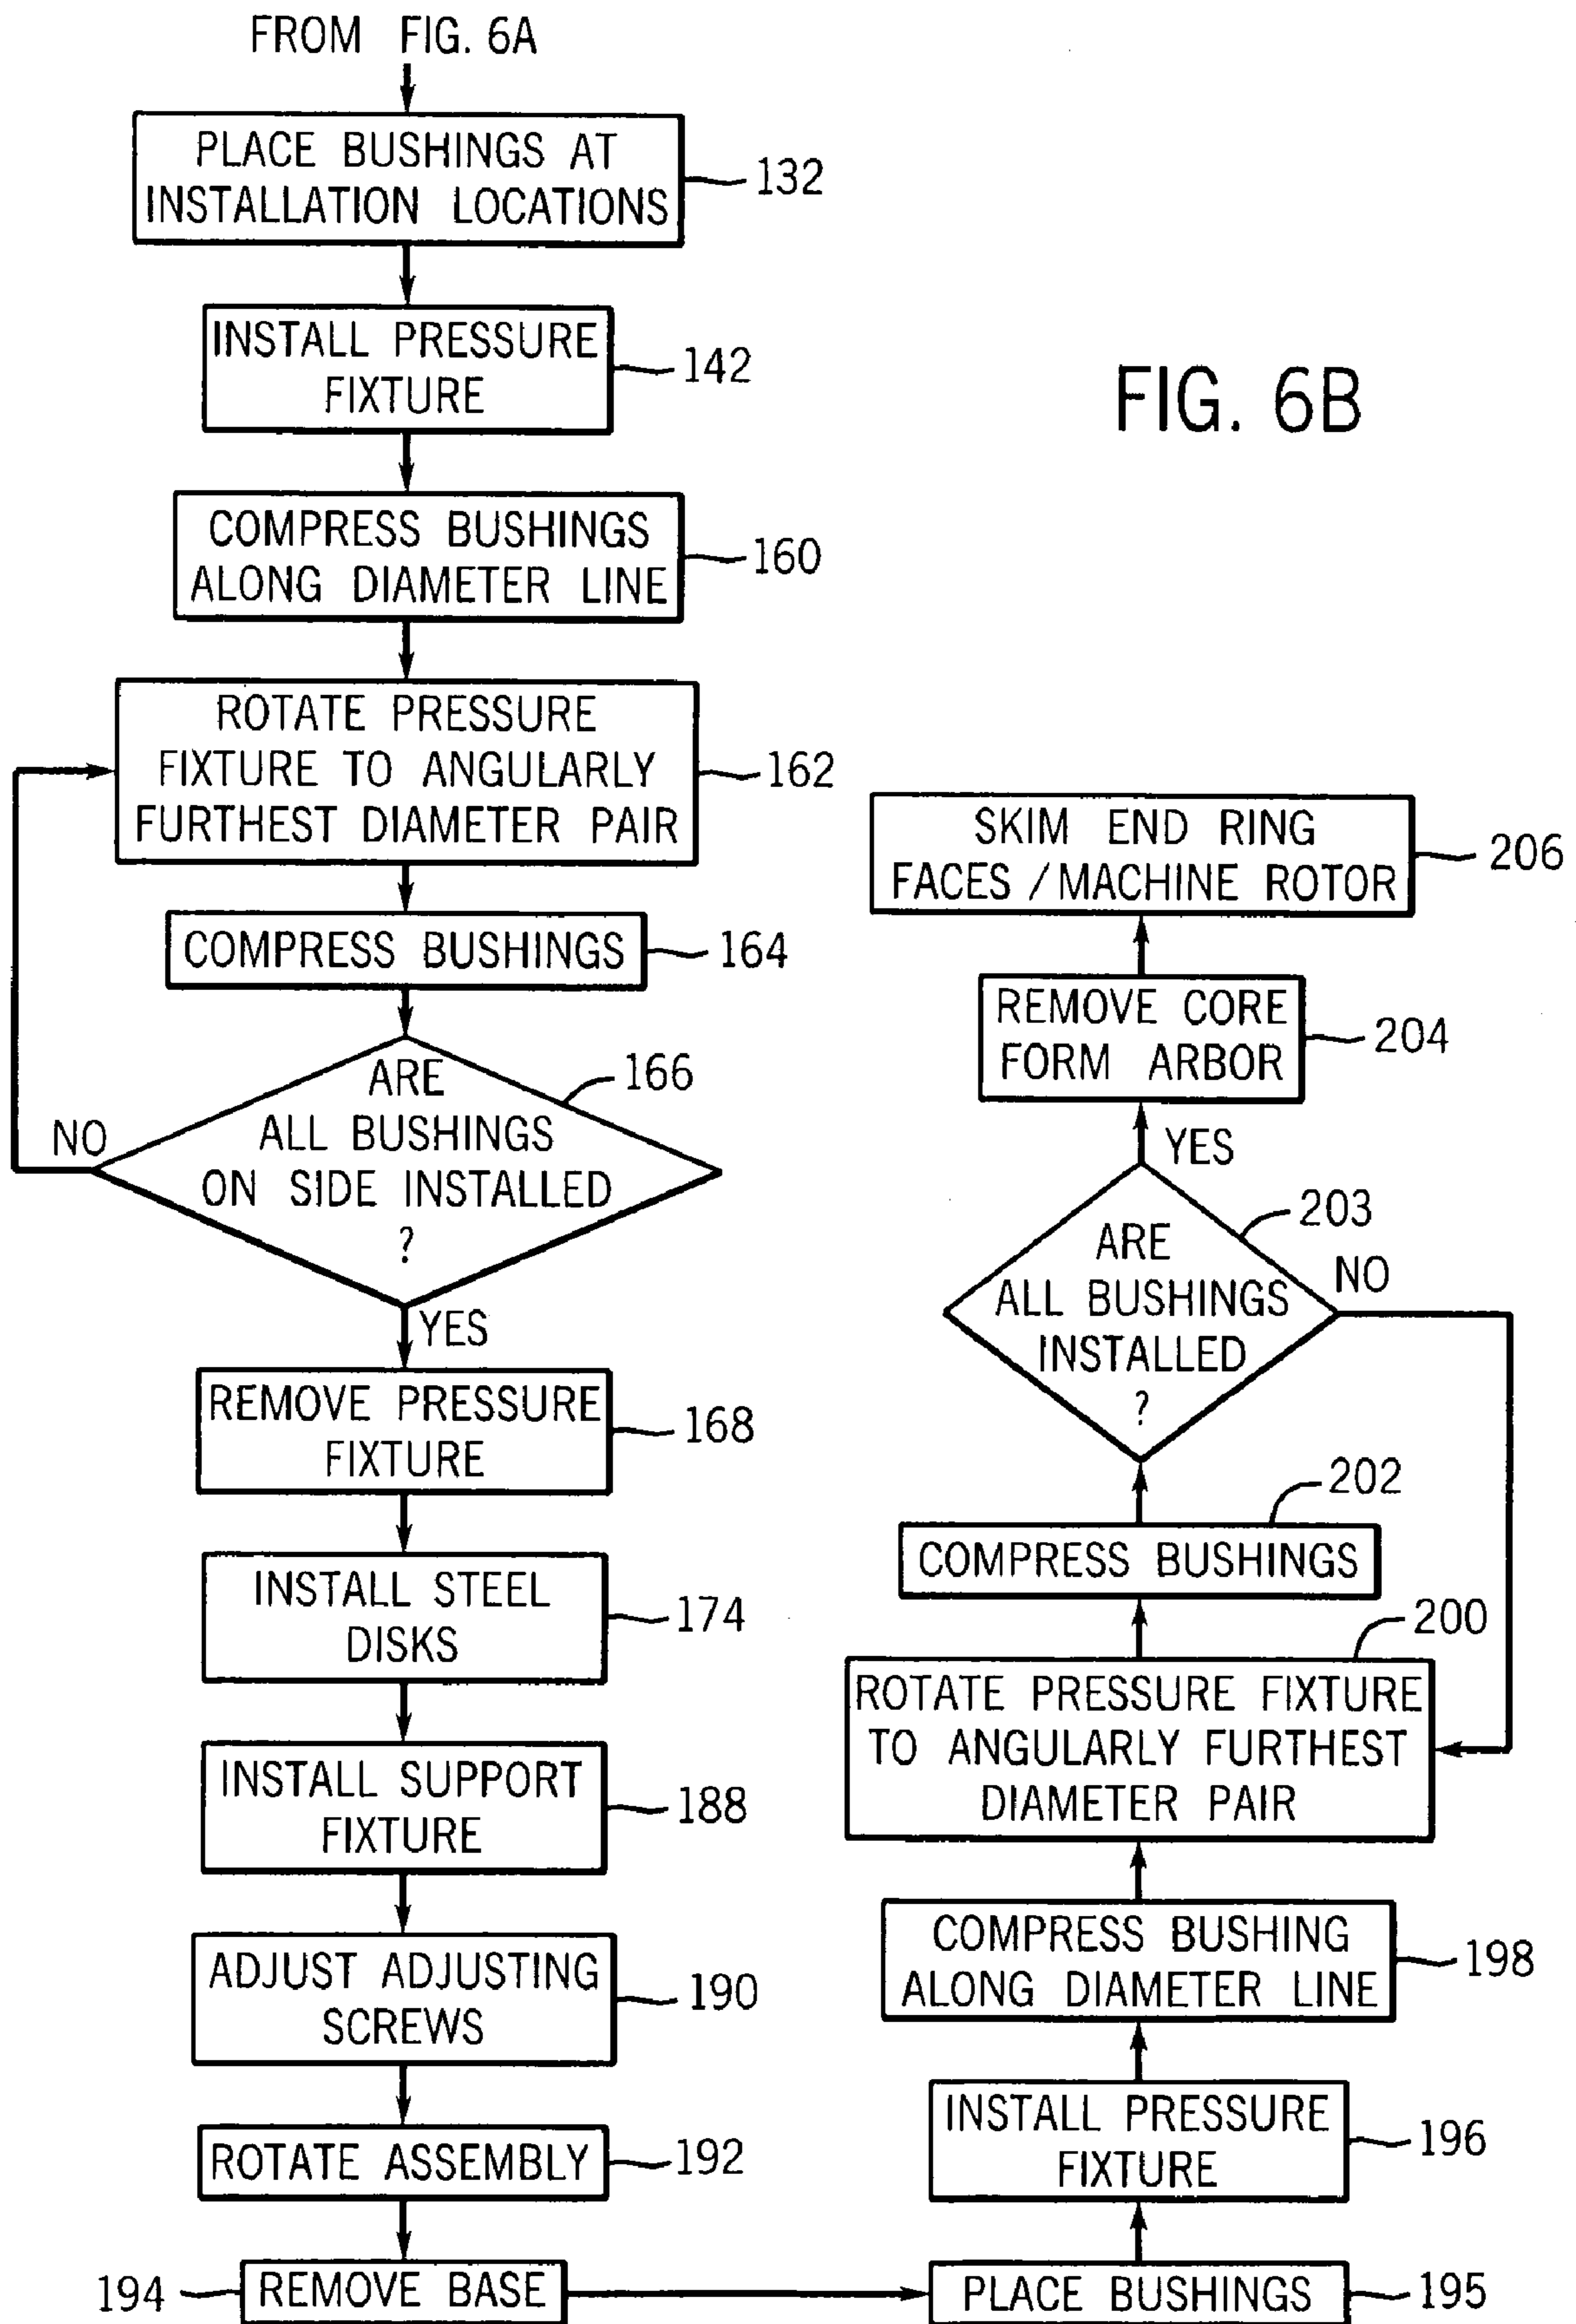 FROM FIG. 6A
PLACE BUSHINGS AT
INSTALLATION LOCATIONS
132
INSTALL PRESSURE
FIXTURE
142
FIG. 6B
COMPRESS BUSHINGS
ALONG DIAMETER LINE
160
ROTATE PRESSURE
FIXTURE TO ANGULARLY
FURTHEST DIAMETER PAIR
162
COMPRESS BUSHINGS
164
ARE
ALL BUSHINGS
ON SIDE INSTALLED
?
166
NO
YES
REMOVE PRESSURE
FIXTURE
168
INSTALL STEEL
DISKS
174
INSTALL SUPPORT
FIXTURE
188
ADJUST ADJUSTING
SCREWS
190
ROTATE ASSEMBLY
192
194
REMOVE BASE
PLACE BUSHINGS
195
INSTALL PRESSURE
FIXTURE
196
COMPRESS BUSHING
ALONG DIAMETER LINE
198
ROTATE PRESSURE FIXTURE
TO ANGULARLY FURTHEST
DIAMETER PAIR
200
COMPRESS BUSHINGS
202
ARE
ALL BUSHINGS
INSTALLED
?
203
NO
YES
REMOVE CORE
FORM ARBOR
204
SKIM END RING
FACES / MACHINE ROTOR
206